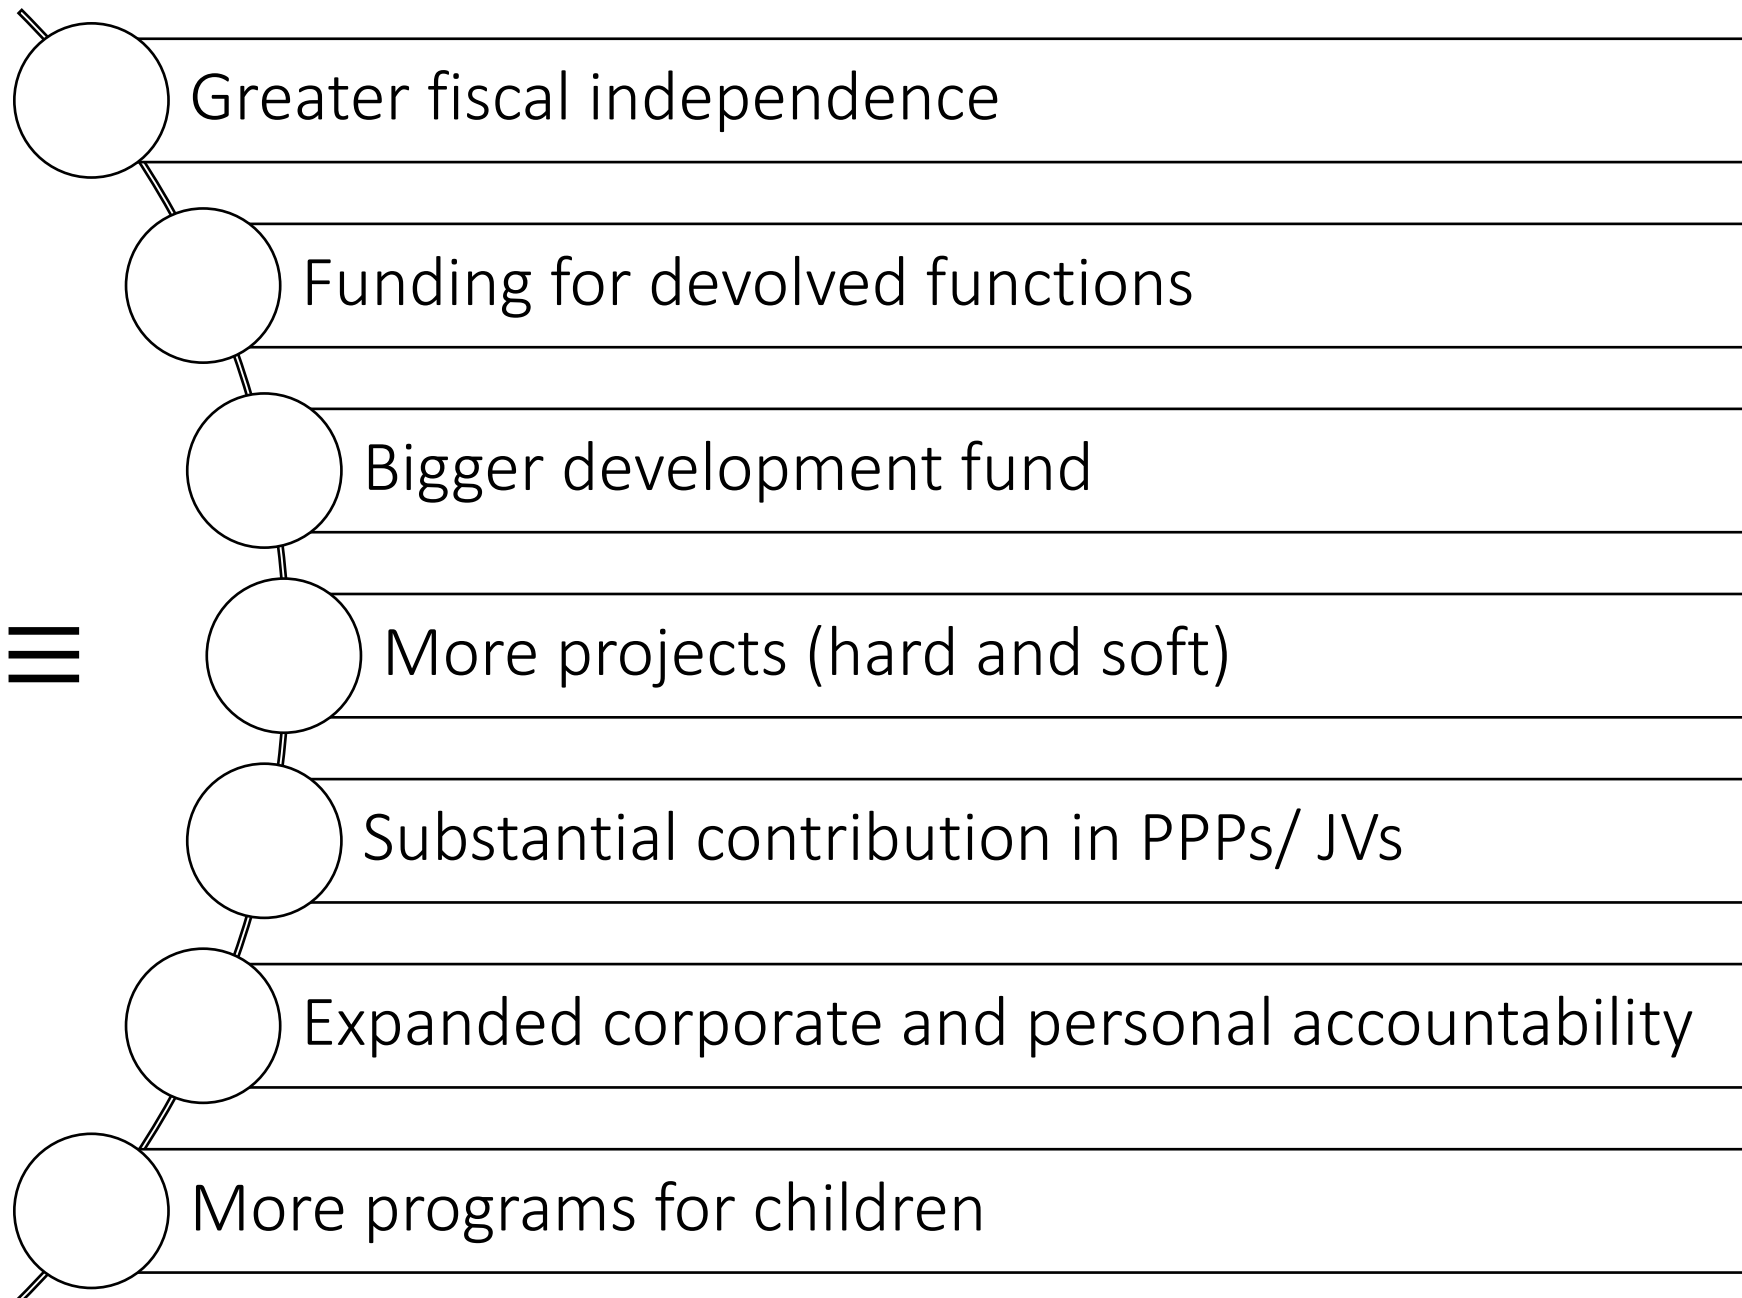 Greater fiscal independence
Funding for devolved functions
Bigger development fund
≡
More projects (hard and soft)
Substantial contribution in PPPs/ JVs
Expanded corporate and personal accountability
More programs for children